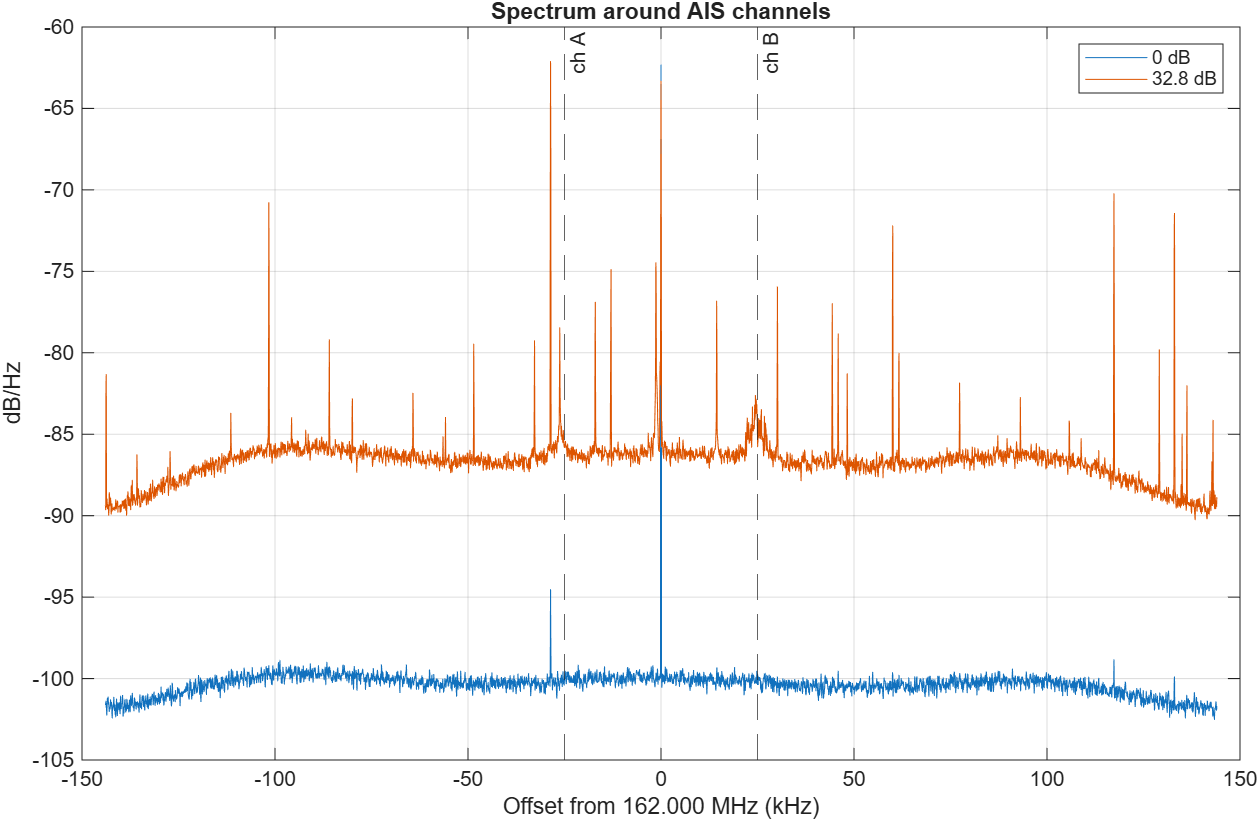 Spectrum around AIS channels
-60
-65
-70
-75
-80
-85
-90
-95
-100
-105
dB/Hz
ch A
ch B
0 dB
32.8 dB
-150
-100
-50
0
50
100
150
Offset from 162.000 MHz (kHz)